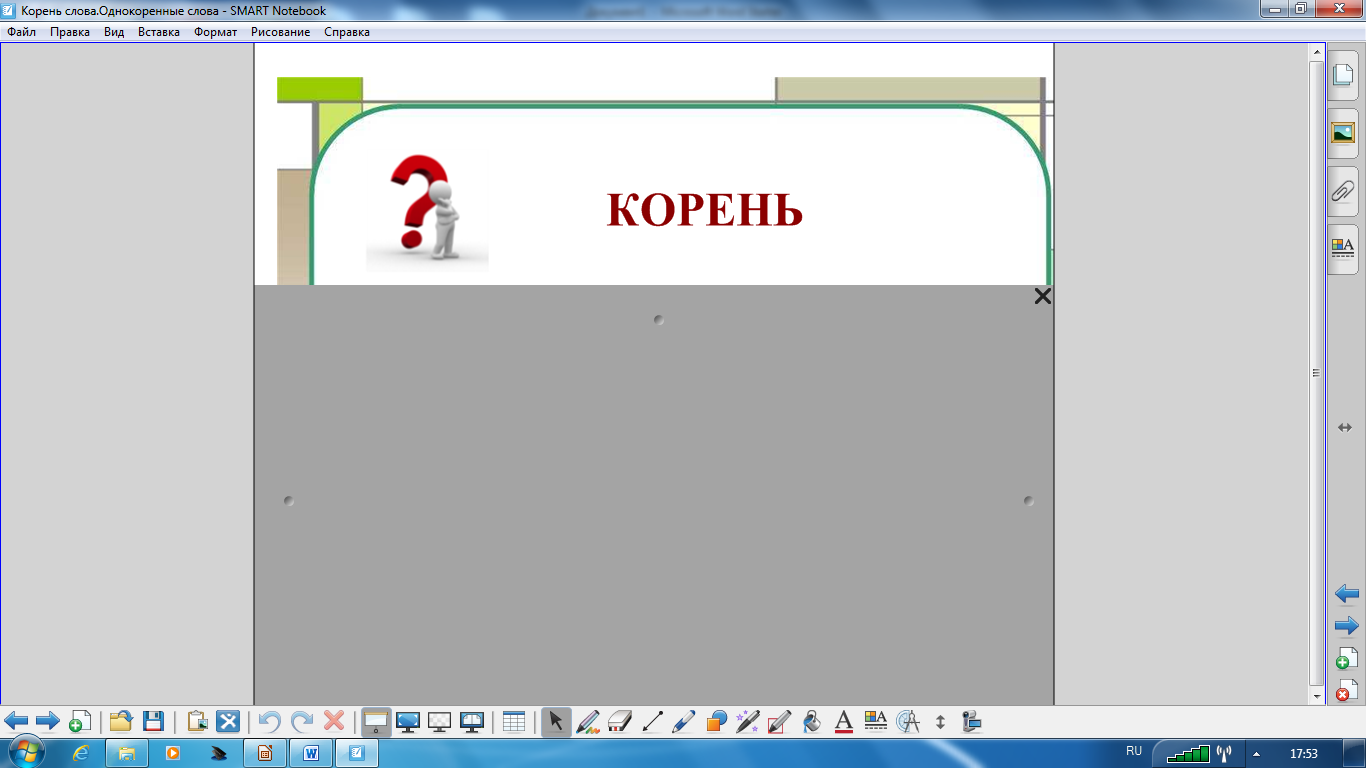 Корень слова.Однокоренные слова - SMART Notebook
Файл Правка Вид Вставка Формат Рисование Справка
КОРЕНЬ
RU
17:53